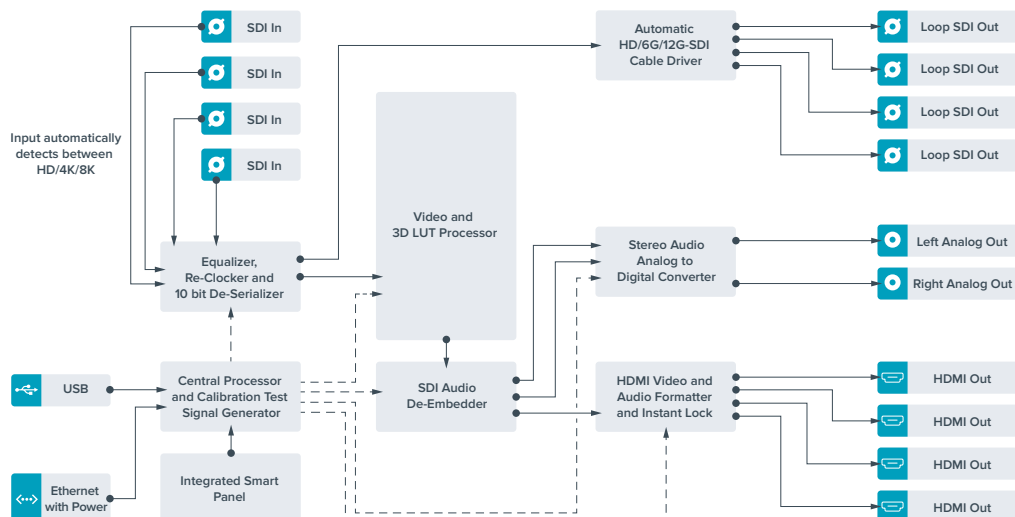 SDI In
SDI In
SDI In
SDI In
Input automatically
detects between
HD/4K/8K
Equalizer,
Re-Clocker and
10 bit De-Serializer
Video and
3D LUT Processor
Automatic
HD/6G/12G-SDI
Cable Driver
Loop SDI Out
Loop SDI Out
Loop SDI Out
Loop SDI Out
Stereo Audio
Analog to
Digital Converter
Left Analog Out
Right Analog Out
USB
Ethernet
with Power
Central Processor
and Calibration Test
Signal Generator
Integrated Smart
Panel
SDI Audio
De-Embedder
HDMI Video and
Audio Formatter
and Instant Lock
HDMI Out
HDMI Out
HDMI Out
HDMI Out